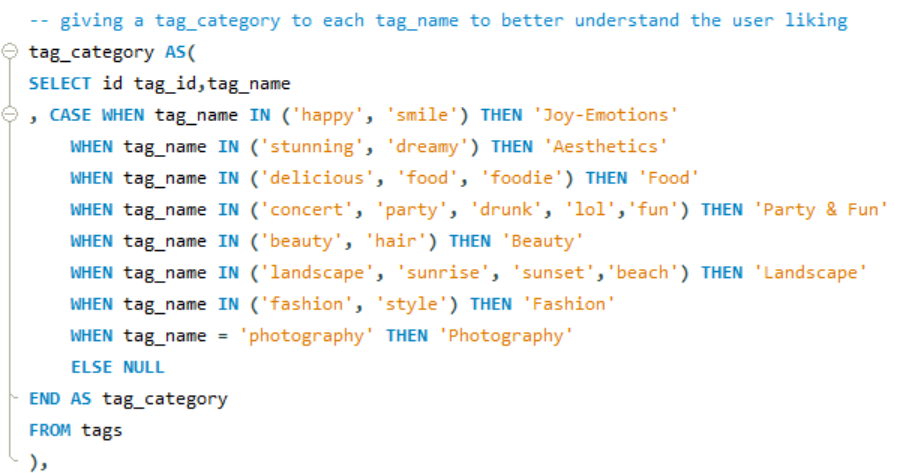 -- giving a tag_category to each tag_name to better understand the user liking
tag_category AS(
SELECT id tag_id,tag_name
, CASE WHEN tag_name IN ('happy', 'smile') THEN 'Joy-Emotions'
WHEN tag_name IN ('stunning', 'dreamy') THEN 'Aesthetics'
WHEN tag_name IN ('delicious', 'food', 'foodie') THEN 'Food'
WHEN tag_name IN ('concert', 'party', 'drunk', 'lol','fun') THEN 'Party & Fun'
WHEN tag_name IN ('beauty', 'hair') THEN 'Beauty'
WHEN tag_name IN ('landscape', 'sunrise', 'sunset','beach') THEN 'Landscape'
WHEN tag_name IN ('fashion', 'style') THEN 'Fashion'
WHEN tag_name = 'photography' THEN 'Photography'
ELSE NULL
END AS tag_category
FROM tags
),